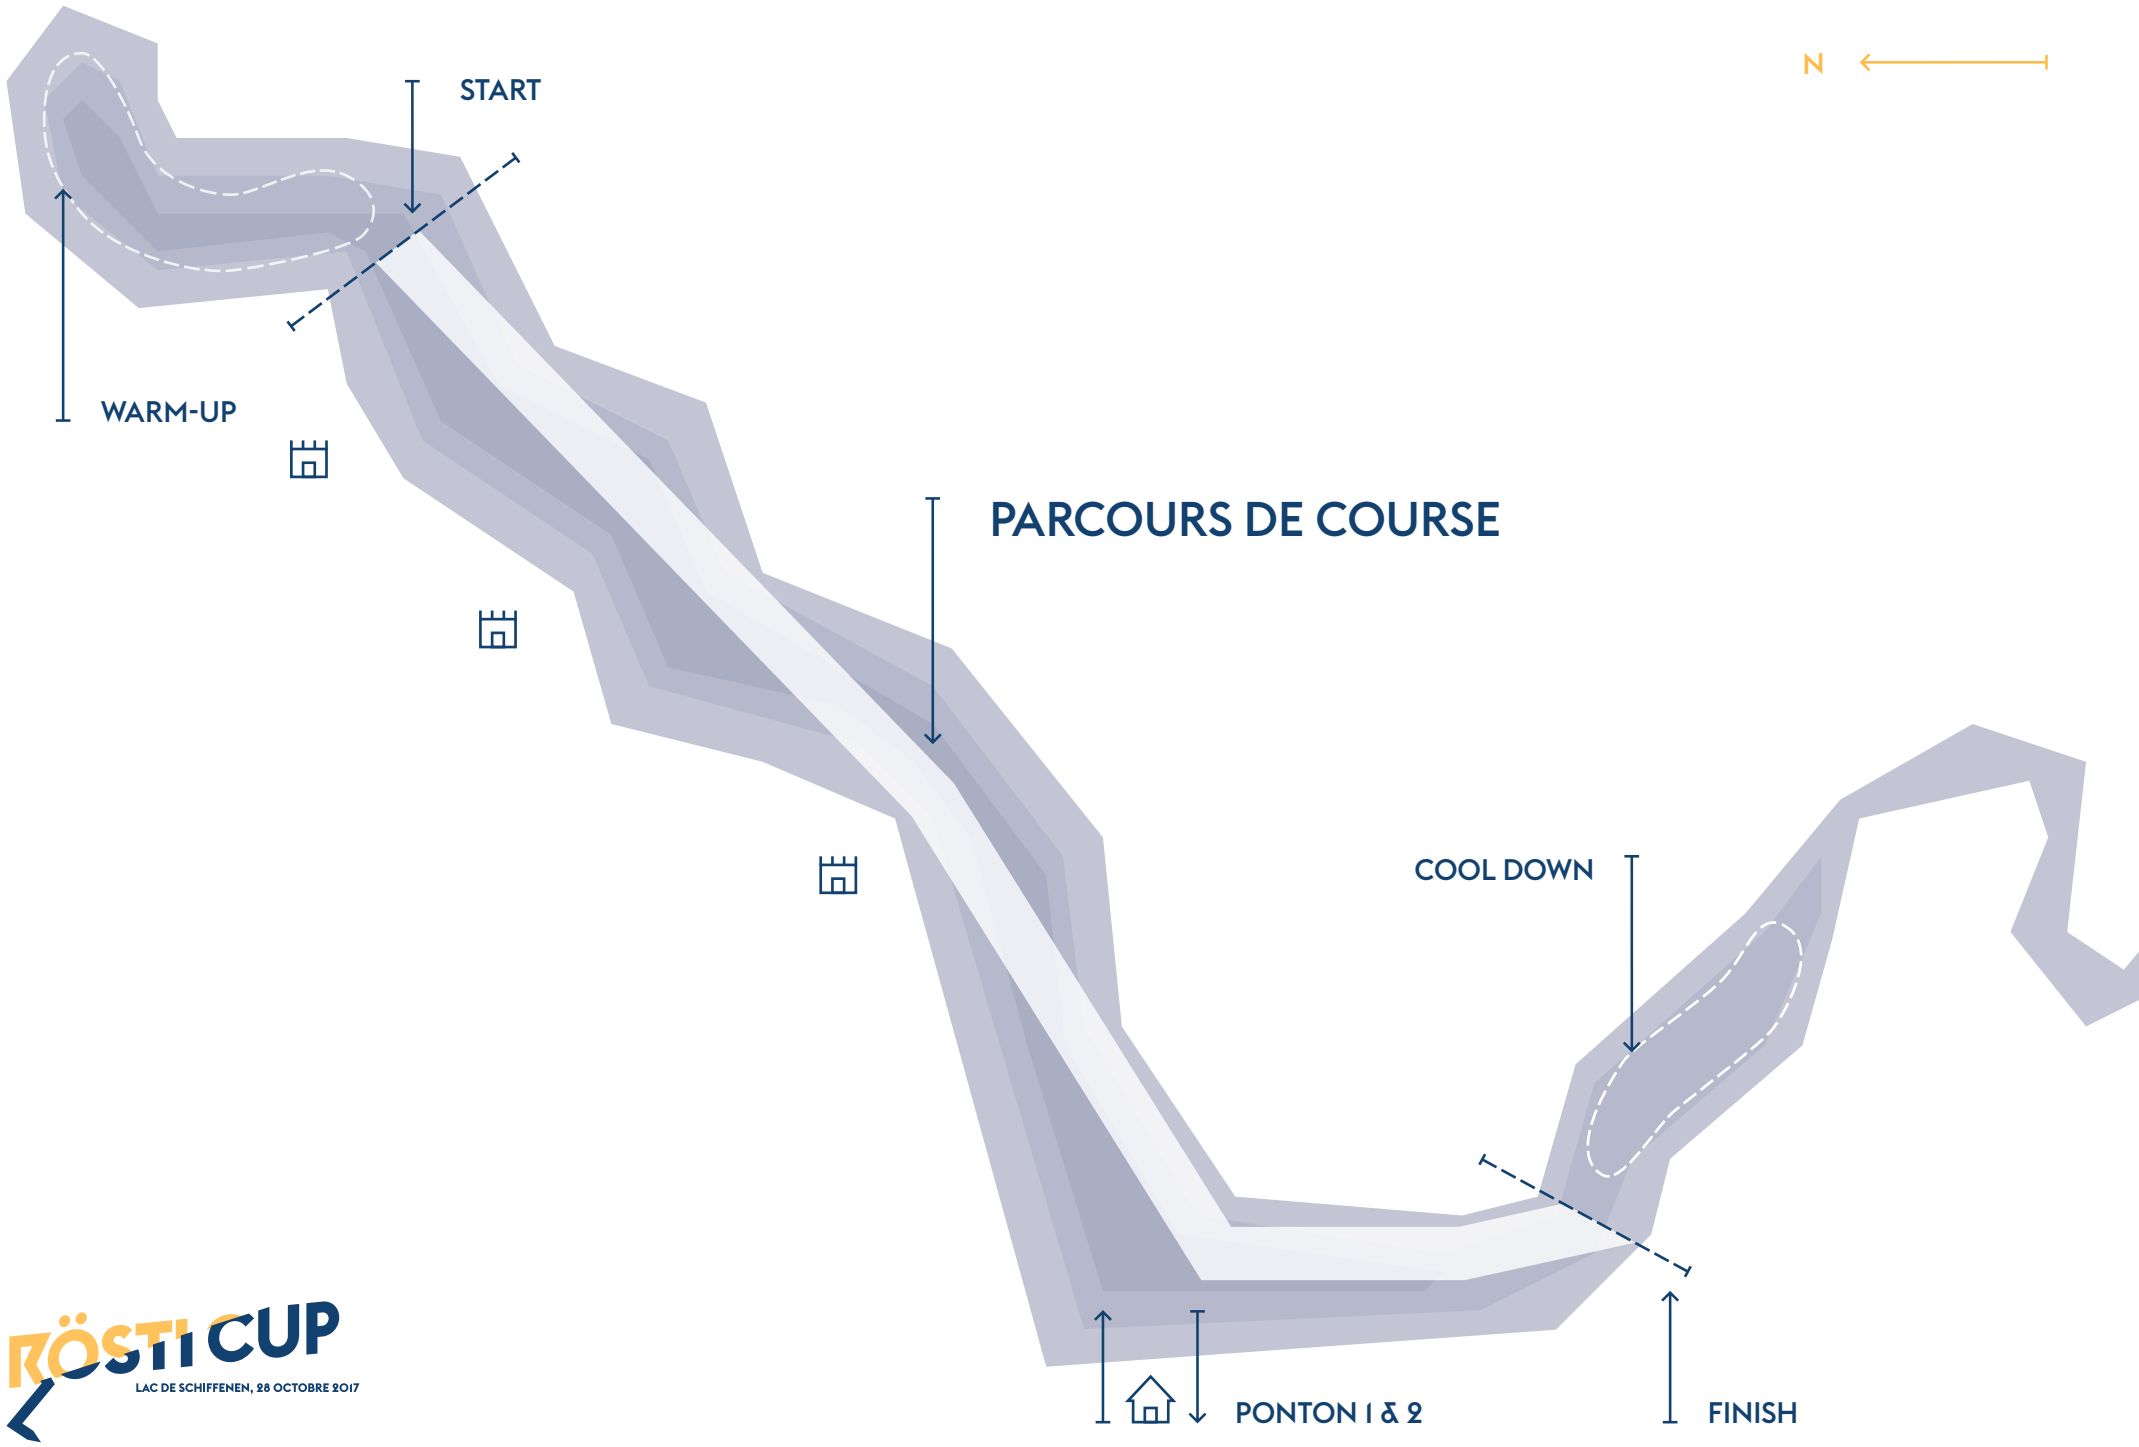 N
START
WARM-UP
PARCOURS DE COURSE
COOL DOWN
RÖSTI CUP
LAC DE SCHIFFENEN, 28 OCTOBRE 2017
PONTON 1 & 2
FINISH